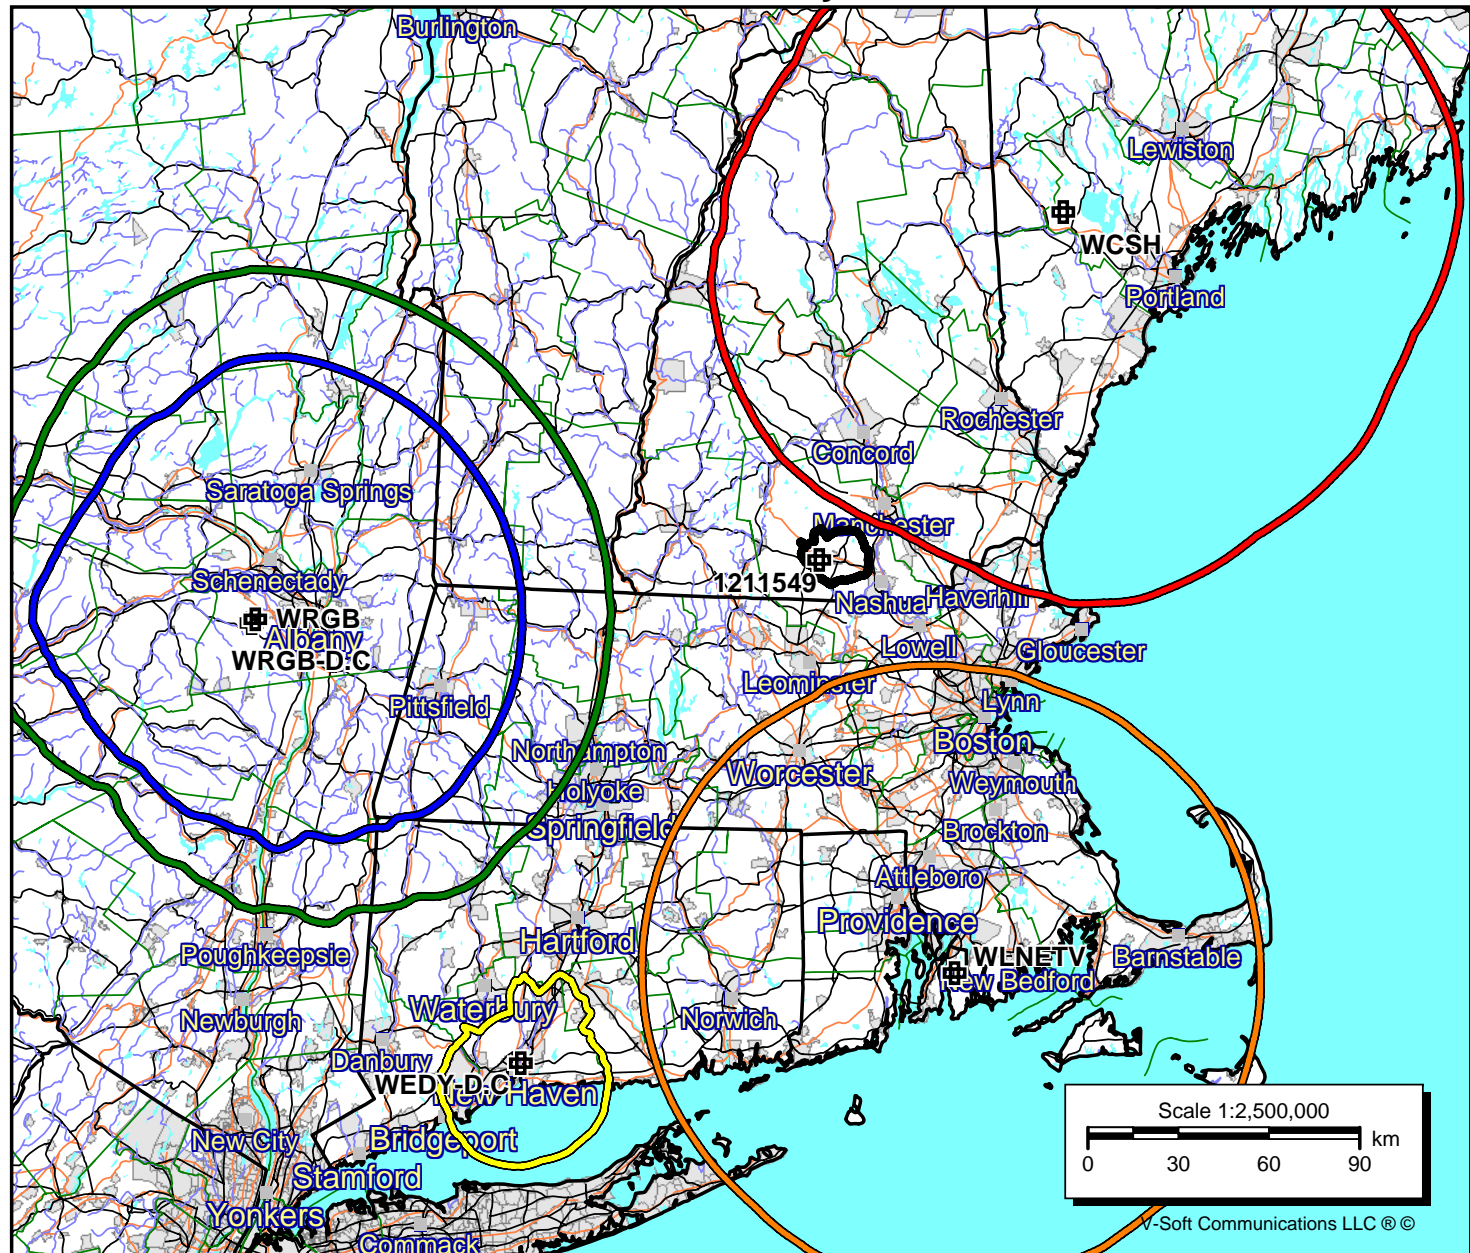 Burlington
Lewiston
WCSH
Portland
Rochester
Concord
Saratoga Springs
Manchester
Schenectady
1211549
Nashua
Haverhill
WRGB
Albany
WRGB-D.C
Lowell
Gloucester
Leominster
Pittsfield
Lynn
Northampton
Boston
Worcester
Weymouth
Holyoke
Springfield
Brockton
Attleboro
Providence
Hartford
Poughkeepsie
WLNETV
Barnstable
New Bedford
Waterbury
Newburgh
Norwich
Danbury
WEDY-D.C
New Haven
Scale 1:2,500,000
km
0 30 60 90
New City
Bridgeport
Stamford
Yonkers
V-Soft Communications LLC ® ©
Commack